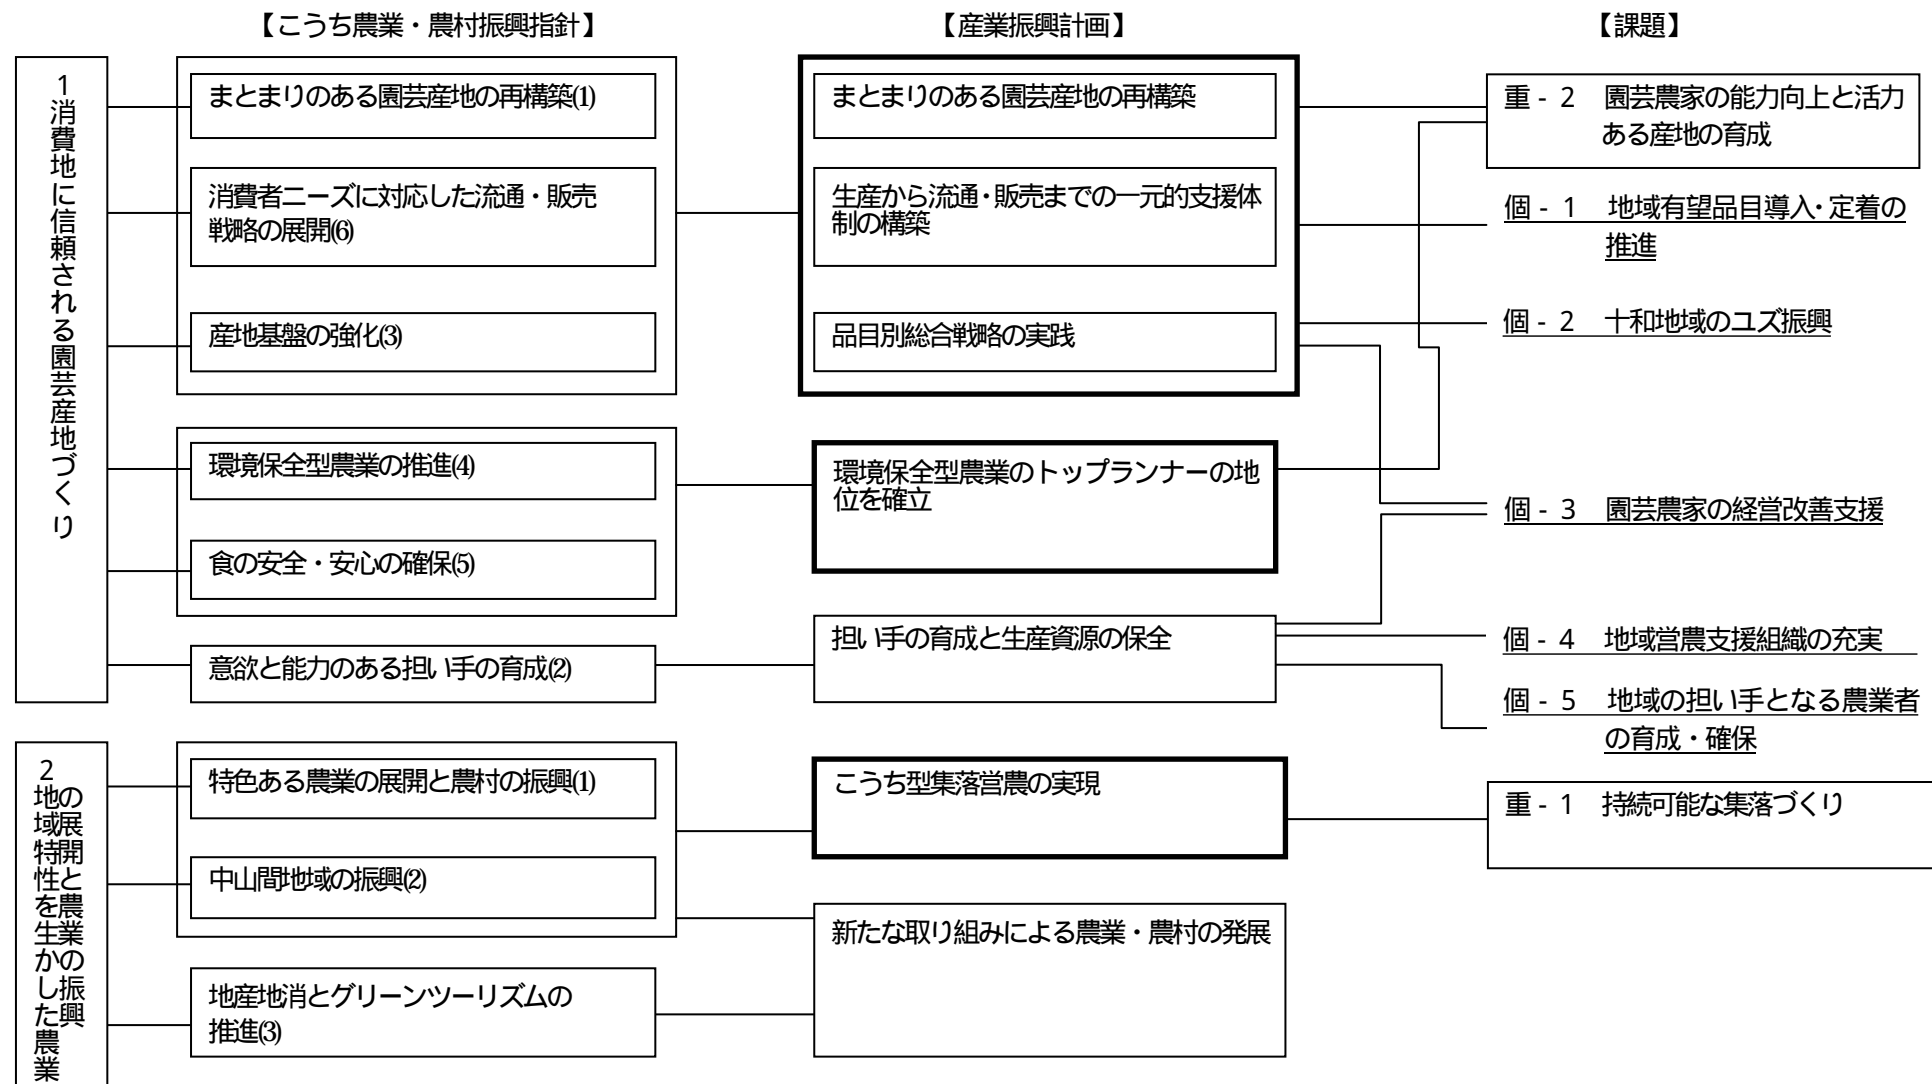 【こうち農業・農村振興指針】
【産業振興計画】
【課題】
1
消費地に信頼される園芸産地づくり
まとまりのある園芸産地の再構築(1)
消費者ニーズに対応した流通・販売
戦略の展開(6)
産地基盤の強化(3)
環境保全型農業の推進(4)
食の安全・安心の確保(5)
意欲と能力のある担い手の育成(2)
まとまりのある園芸産地の再構築
生産から流通・販売までの一元的支援体
制の構築
品目別総合戦略の実践
環境保全型農業のトップランナーの地
位を確立
担い手の育成と生産資源の保全
重 - 2 園芸農家の能力向上と活力
ある産地の育成
個 - 1 地域有望品目導入・定着の
推進
個 - 2 十和地域のユズ振興
個 - 3 園芸農家の経営改善支援
個 - 4 地域営農支援組織の充実
個 - 5 地域の担い手となる農業者
の育成・確保
2
地域特性を生かした農業
の展開と農業の振興
特色ある農業の展開と農村の振興(1)
中山間地域の振興(2)
地産地消とグリーンツーリズムの
推進(3)
こうち型集落営農の実現
新たな取り組みによる農業・農村の発展
重 - 1 持続可能な集落づくり